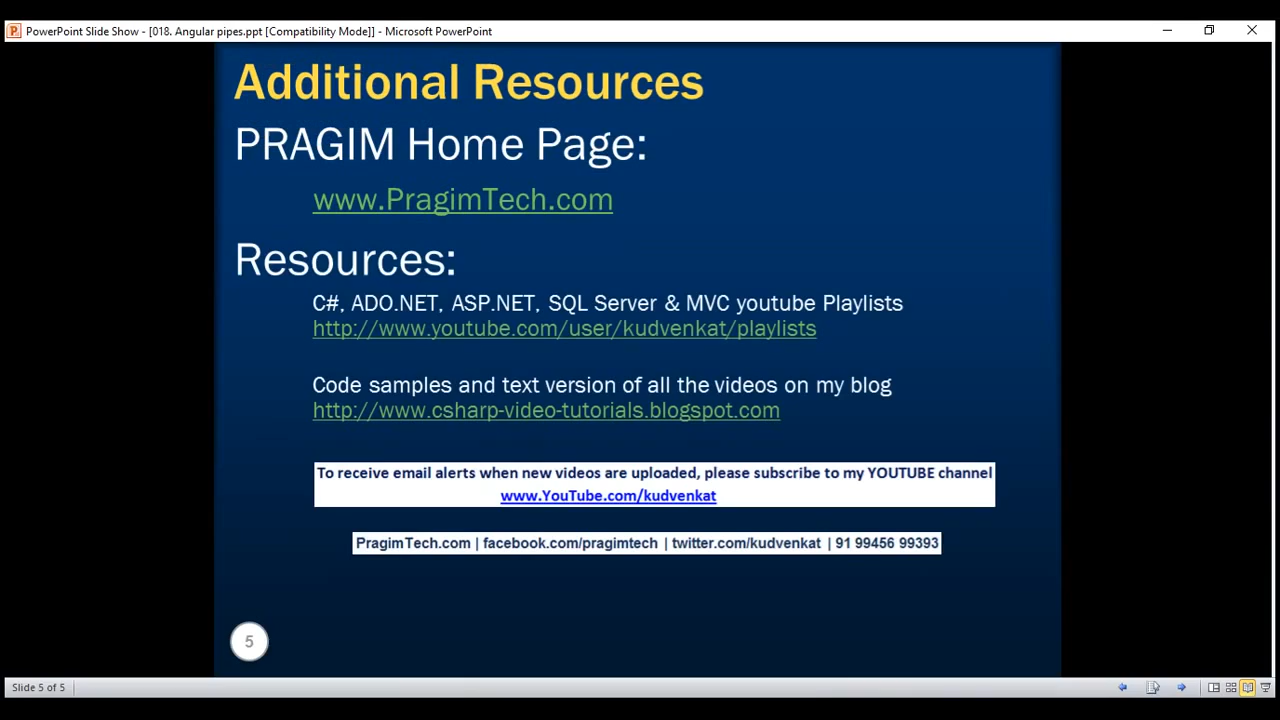 PowerPoint Slide Show - [018. Angular pipes.ppt [Compatibility Mode]] - Microsoft PowerPoint
Additional Resources
PRAGIM Home Page:
www.PragimTech.com
Resources:
C#, ADO.NET, ASP.NET, SQL Server & MVC youtube Playlists
http://www.youtube.com/user/kudvenkat/playlists
Code samples and text version of all the videos on my blog
http://www.csharp-video-tutorials.blogspot.com
To receive email alerts when new videos are uploaded, please subscribe to my YOUTUBE channel
www.YouTube.com/kudvenkat
PragimTech.com | facebook.com/pragimtech | twitter.com/kudvenkat | 91 99456 99393
5
Slide 5 of 5